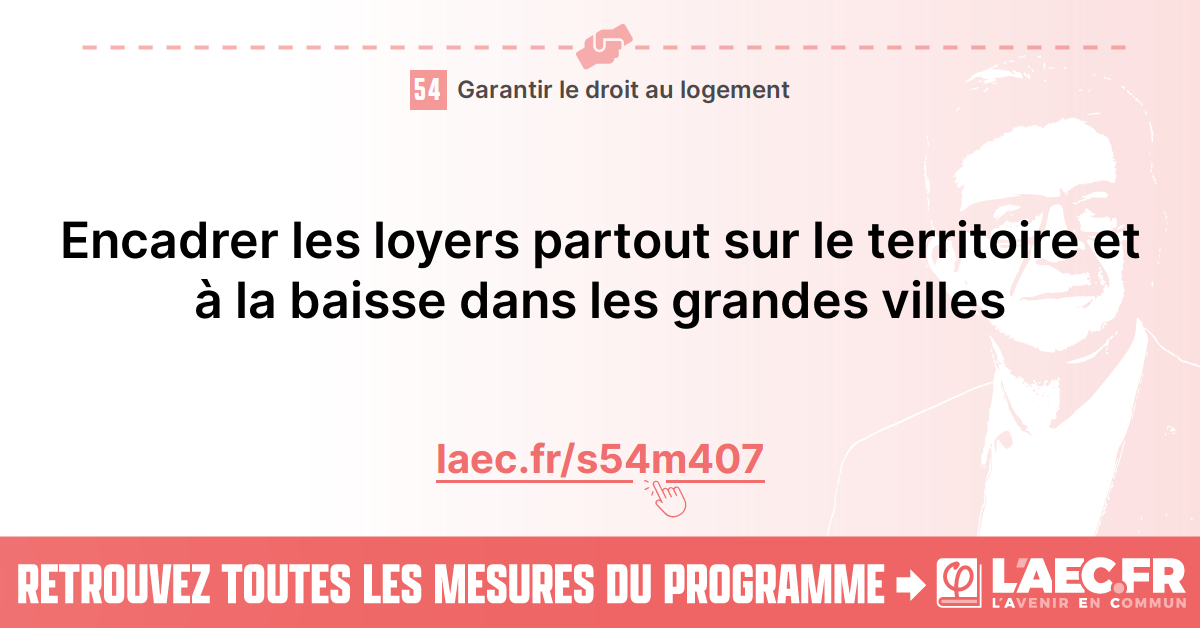 54 Garantir le droit au logement
Encadrer les loyers partout sur le territoire et
à la baisse dans les grandes villes
laec.fr/s54m407
RETROUVEZ TOUTES LES MESURES DU PROGRAMME
L'AEC.FR
L'AVENIR EN COMMUN